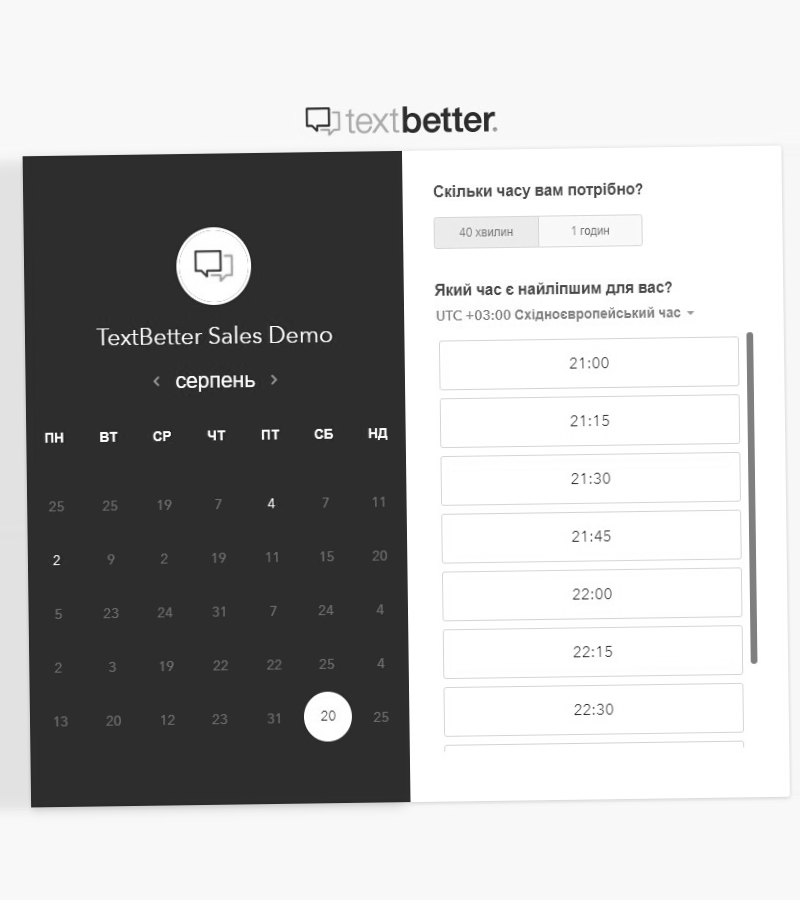 textbetter.
TextBetter Sales Demo
серпень
ПН ВТ СР ЧТ ПТ СБ НД
25 25 19 7 4 7 11
2 9 2 19 11 15 20
5 23 24 31 7 24 4
2 3 19 22 22 25 4
13 20 12 23 31 20 25
Скільки часу вам потрібно?
40 хвилин 1 годин
Який час є найліпшим для вас?
UTC +03:00 Східноєвропейський час
21:00
21:15
21:30
21:45
22:00
22:15
22:30